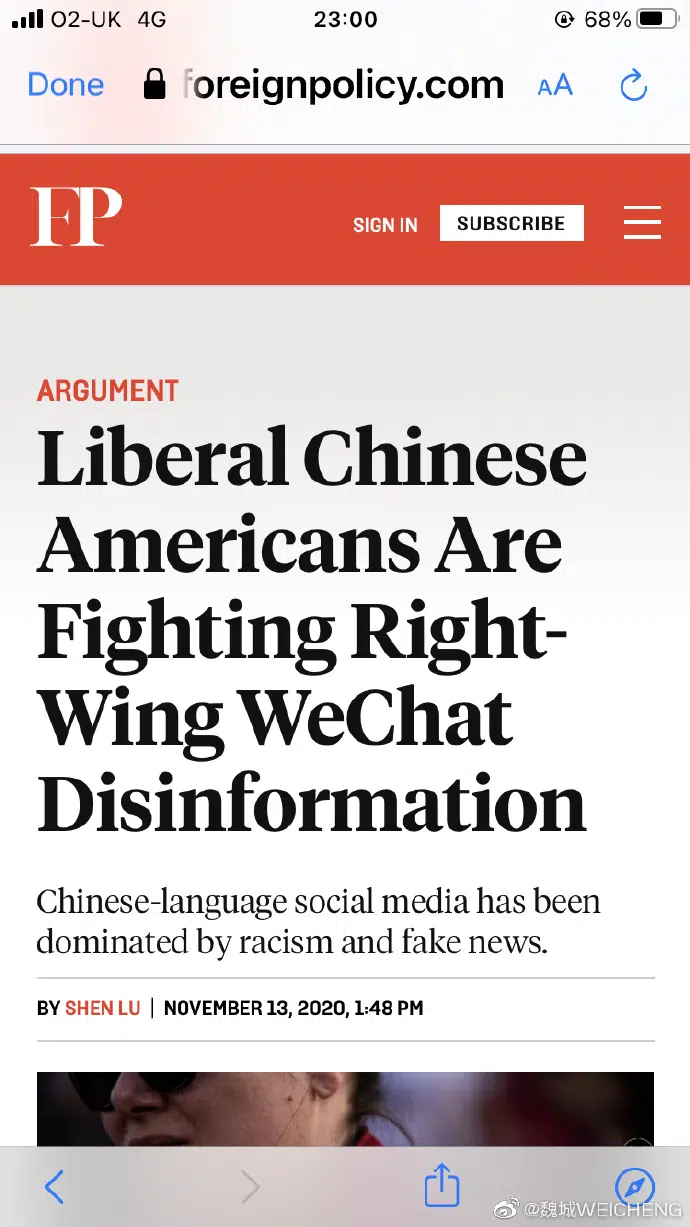 O2-UK 4G 23:00 68%
Done foreignpolicy.com AA
FP SIGN IN SUBSCRIBE
ARGUMENT
Liberal Chinese
Americans Are
Fighting Right-
Wing WeChat
Disinformation
Chinese-language social media has been
dominated by racism and fake news.
BY SHEN LU | NOVEMBER 13, 2020, 1:48 PM
@魏城WEICHENG